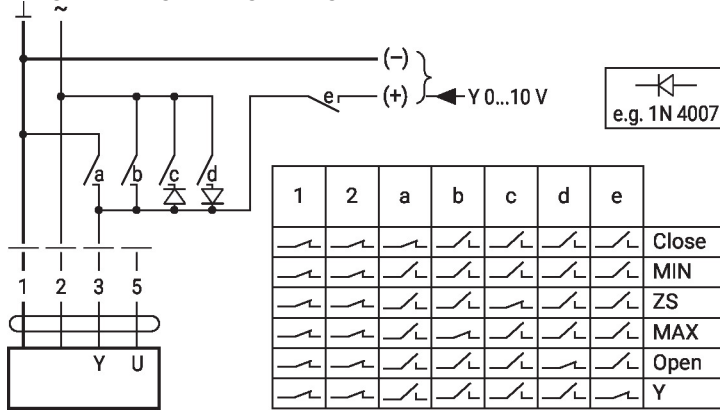 ⊥ ~
(–)
e (+) Y 0...10 V
e.g. 1N 4007
a b c d
1 2 a b c d e
Close
MIN
1 2 3 5 ZS
MAX
Y U Open
Y